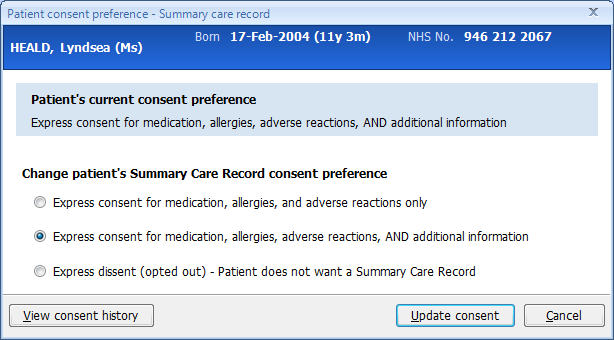 Patient consent preference - Summary care record
HEALD, Lyndsea (Ms) Born 17-Feb-2004 (11y 3m) NHS No. 946 212 2067
Patient's current consent preference
Express consent for medication, allergies, adverse reactions, AND additional information
Change patient's Summary Care Record consent preference
Express consent for medication, allergies, and adverse reactions only
Express consent for medication, allergies, adverse reactions, AND additional information
Express dissent (opted out) - Patient does not want a Summary Care Record
View consent history Update consent Cancel